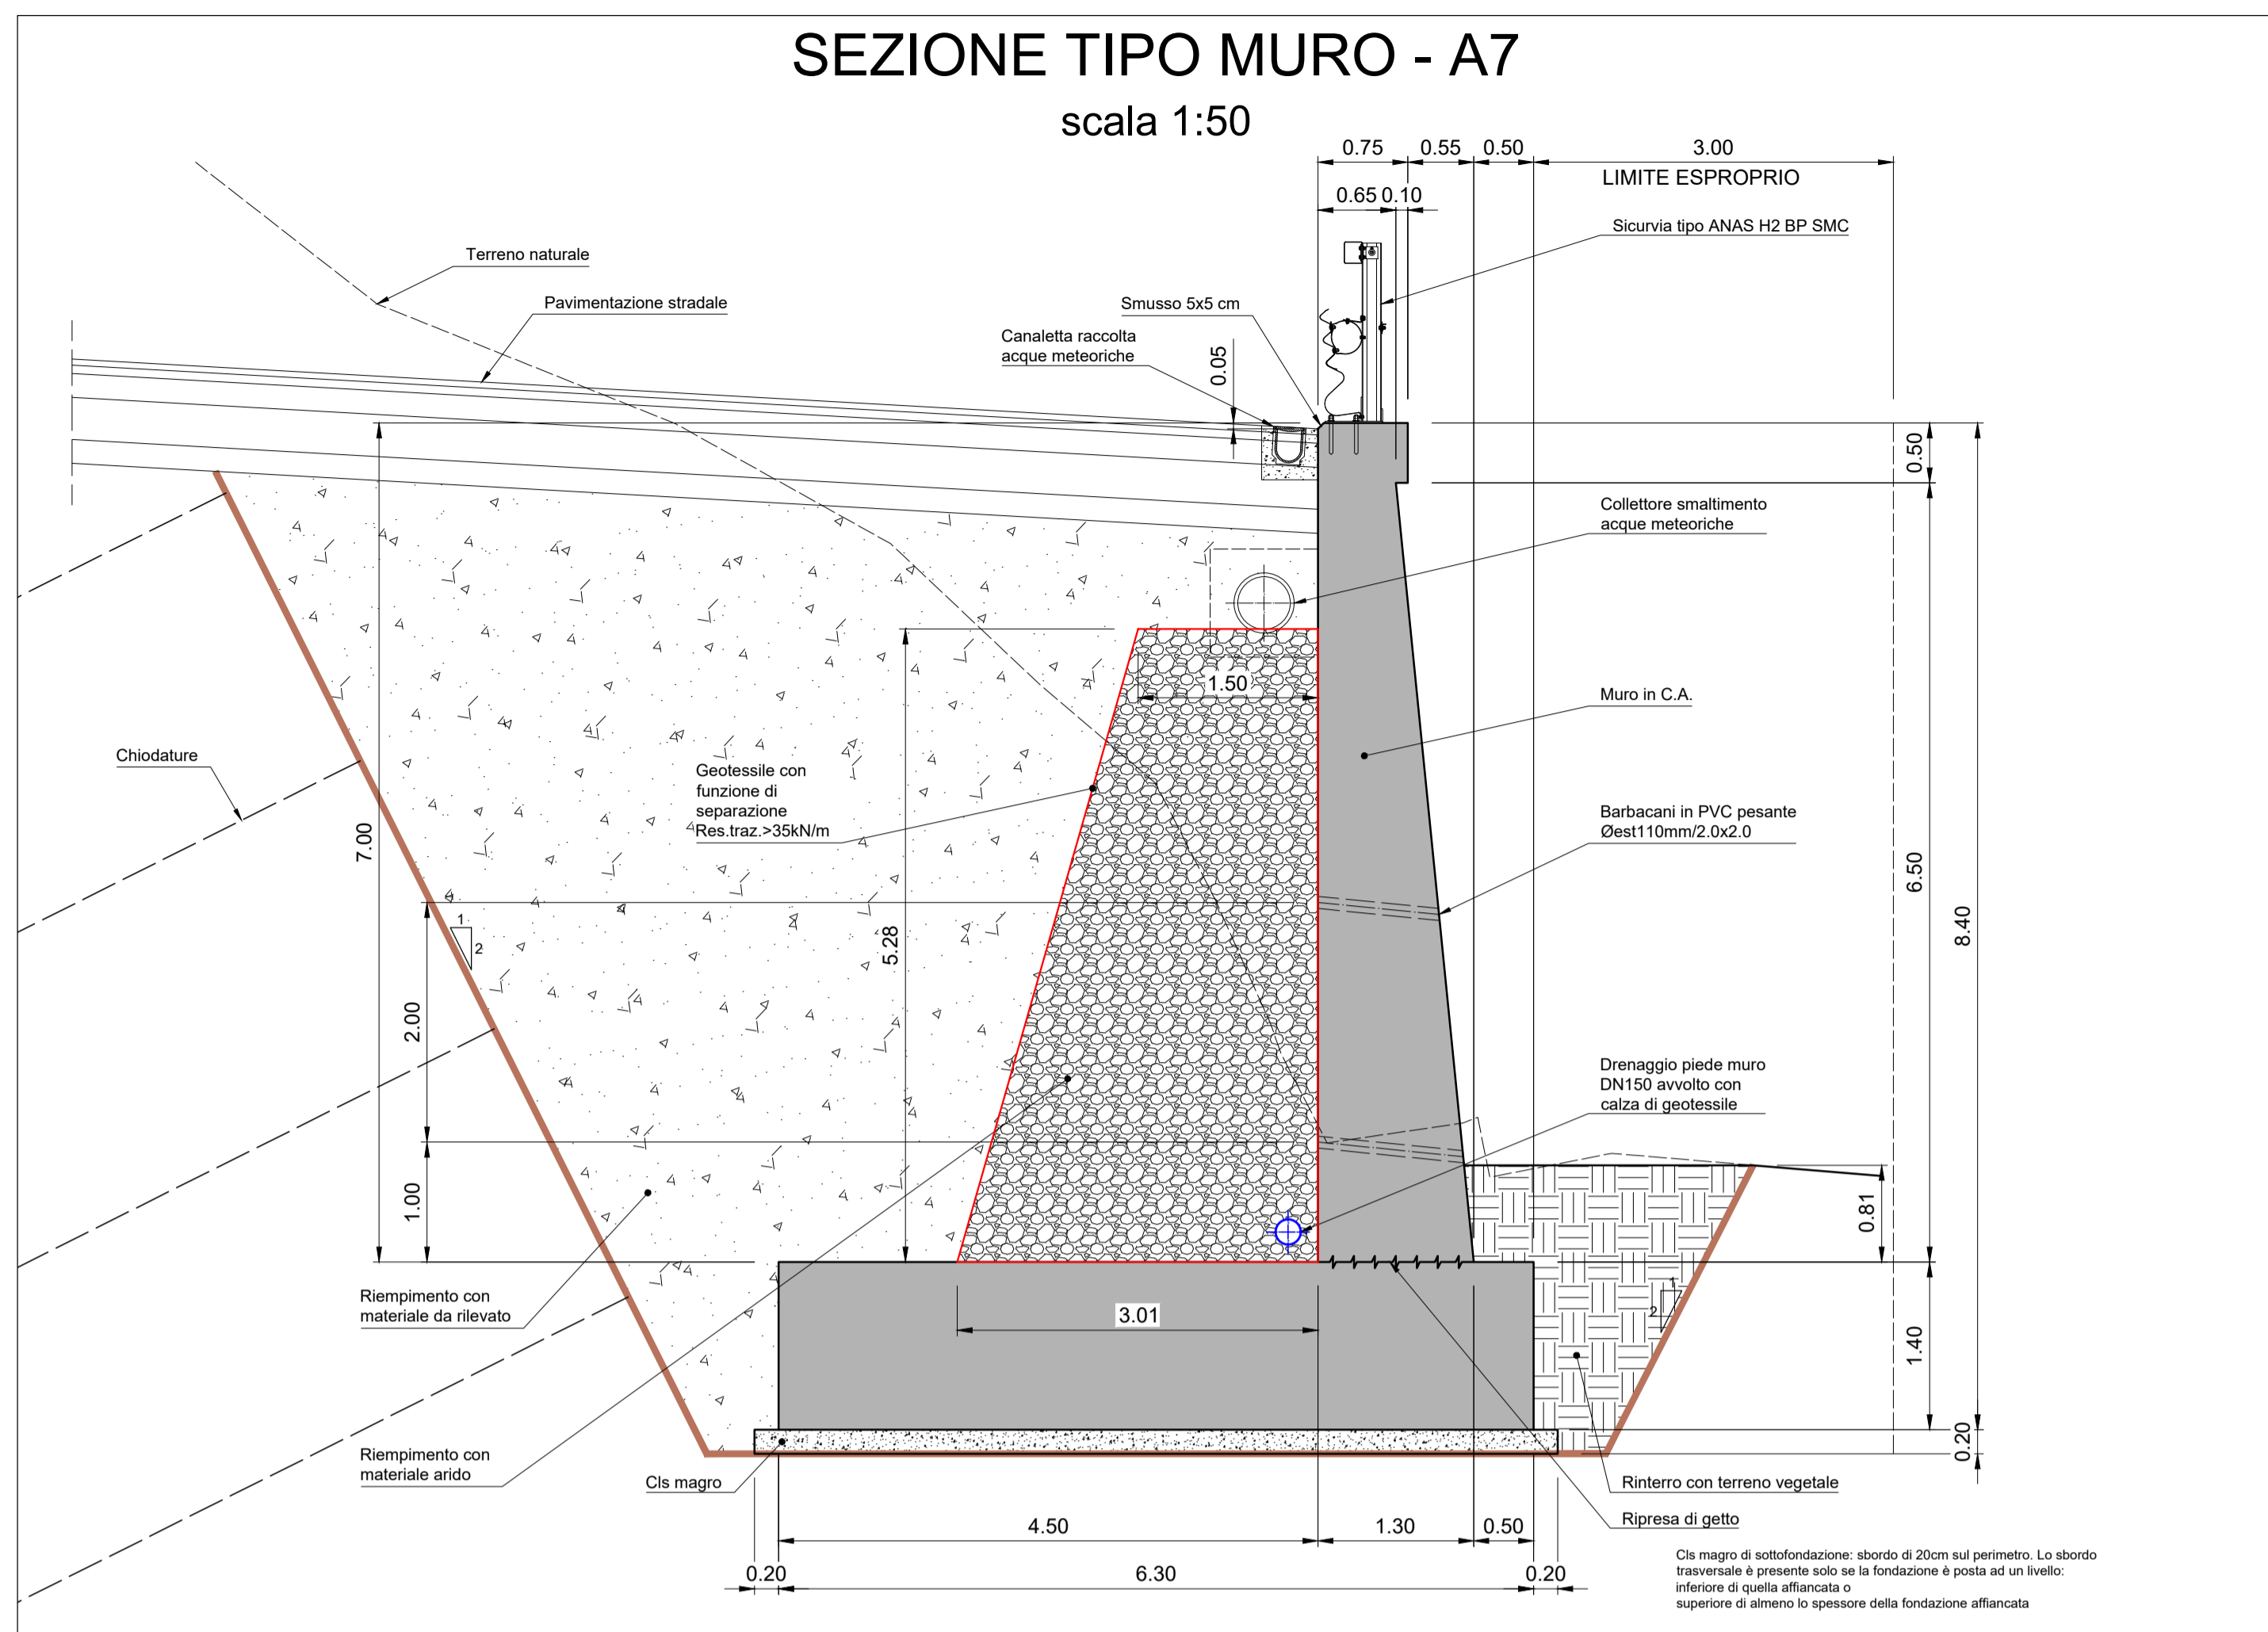 SEZIONE TIPO MURO - A7
scala 1:50
0.75
0.55
0.50
3.00
LIMITE ESPROPRIO
0.65
0.10
Sicurvia tipo ANAS H2 BP SMC
Terreno naturale
Pavimentazione stradale
Smusso 5x5 cm
Canaletta raccolta
acque meteoriche
0.05
0.50
Collettore smaltimento
acque meteoriche
1.50
Muro in C.A.
Chiodature
Geotessile con
funzione di
separazione
Res.traz.>35kN/m
Barbacani in PVC pesante
Øest110mm/2.0x2.0
7.00
6.50
8.40
5.28
1
2
2.00
Drenaggio piede muro
DN150 avvolto con
calza di geotessile
1.00
0.81
Riempimento con
materiale da rilevato
3.01
1
2
1.40
0.20
Riempimento con
materiale arido
Cls magro
Rinterro con terreno vegetale
Ripresa di getto
4.50
1.30
0.50
0.20
6.30
0.20
Cls magro di sottofondazione: sbordo di 20cm sul perimetro. Lo sbordo
trasversale è presente solo se la fondazione è posta ad un livello:
inferiore di quella affiancata o
superiore di almeno lo spessore della fondazione affiancata